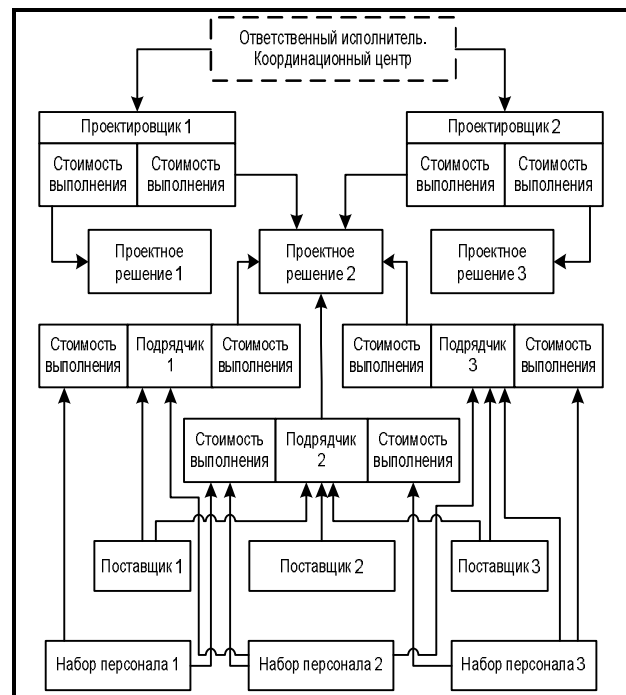 Ответственный исполнитель.
Координационный центр
Проектировщик 1
Проектировщик 2
Стоимость выполнения
Стоимость выполнения
Стоимость выполнения
Стоимость выполнения
Проектное решение 1
Проектное решение 2
Проектное решение 3
Стоимость выполнения
Подрядчик 1
Стоимость выполнения
Стоимость выполнения
Подрядчик 3
Стоимость выполнения
Стоимость выполнения
Подрядчик 2
Стоимость выполнения
Поставщик 1
Поставщик 2
Поставщик 3
Набор персонала 1
Набор персонала 2
Набор персонала 3